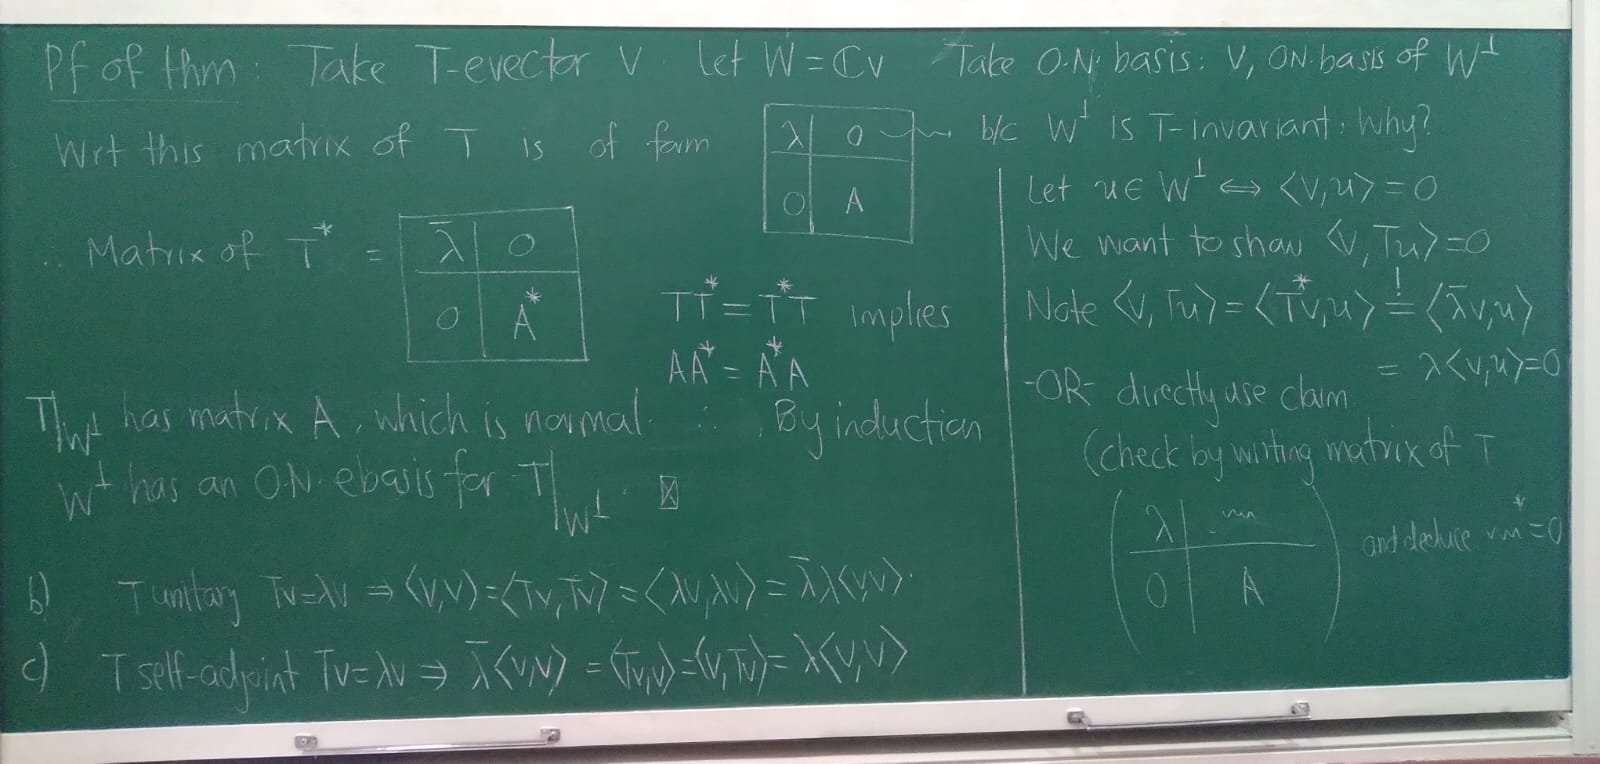 Pf of thm: Take T-evector v. let W = ℂv Take O.N. basis: v, ON. basis of W^⊥
Wrt this matrix of T is of form
λ | 0
0 | A
b/c W^⊥ is T-invariant. Why?
∴ Matrix of T^* =
λ̄ | 0
0 | A^*
TT^* = T^*T implies
AA^* = A^*A
T|_{W^⊥} has matrix A, which is normal. ∴ By induction
W^⊥ has an O.N. ebasis for T|_{W^⊥}. ☒
b) T unitary Tv=λv ⇒ ⟨v,v⟩=⟨Tv,Tv⟩=⟨λv,λv⟩=λ̄λ⟨v,v⟩.
c) T self-adjoint Tv=λv ⇒ λ̄⟨v,v⟩ =⟨Tv,v⟩=⟨v,Tv⟩=λ⟨v,v⟩
Let u ∈ W^⊥ ⇔ ⟨v,u⟩ = 0
We want to show ⟨v,Tu⟩=0
Note ⟨v,Tu⟩=⟨T^*v,u⟩ =^! ⟨λ̄v,u⟩
= λ⟨v,u⟩=0
-OR- directly use claim
(check by writing matrix of T
λ |
0 | A
and deduce = 0